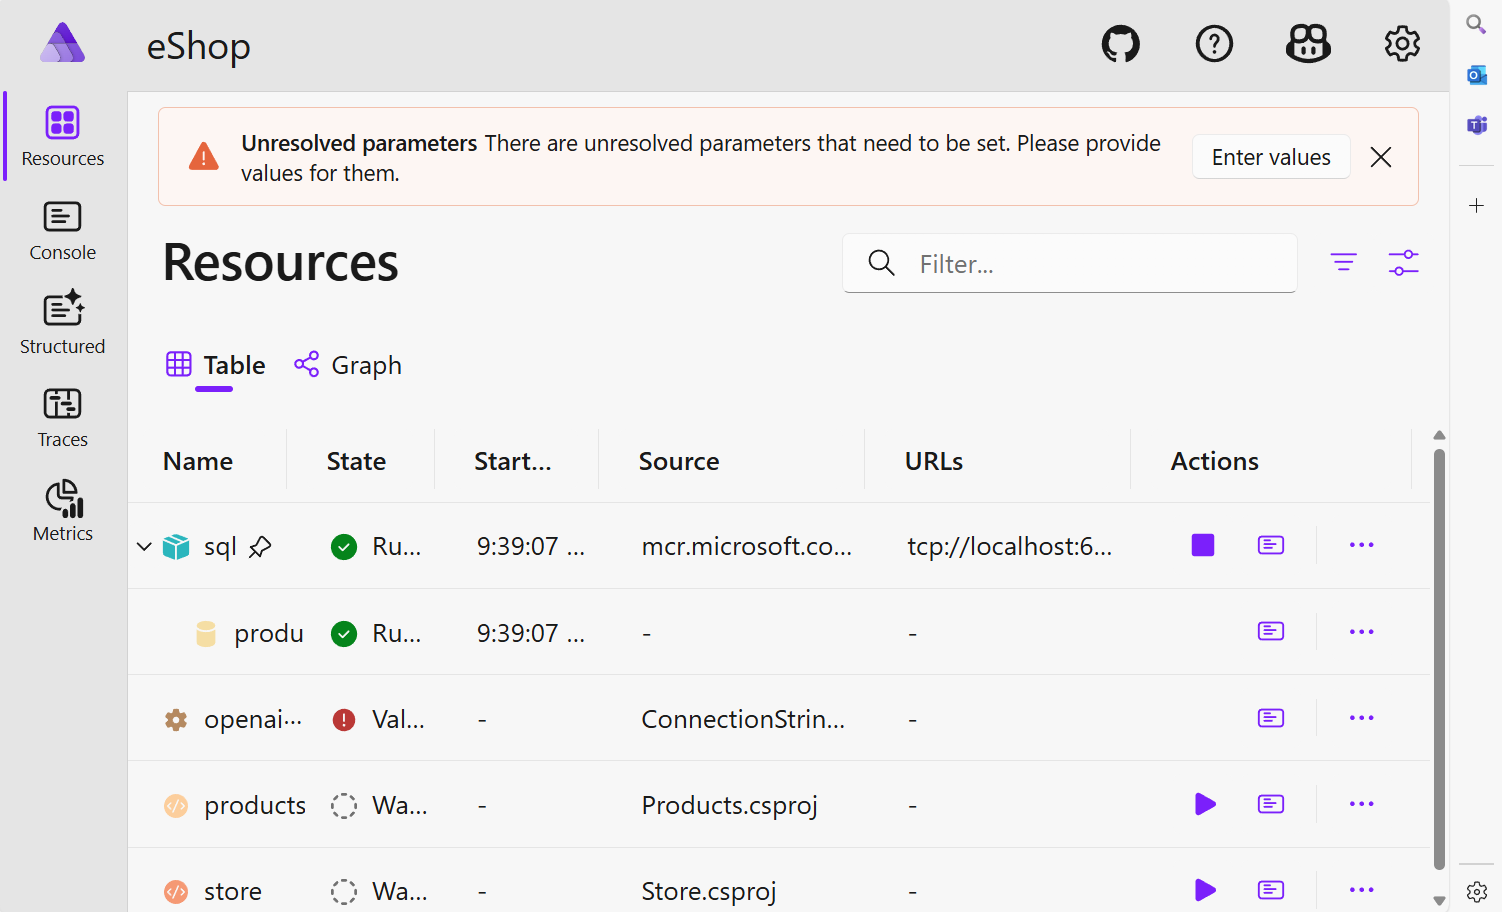 eShop
Resources
Console
Structured
Traces
Metrics
Unresolved parameters There are unresolved parameters that need to be set. Please provide
values for them.
Enter values
Resources
Filter...
Table
Graph
Name State Start... Source URLs Actions
sql Ru... 9:39:07 ... mcr.microsoft.co... tcp://localhost:6...
produ Ru... 9:39:07 ... - -
openai... Val... - ConnectionStrin... -
products Wa... - Products.csproj -
store Wa... - Store.csproj -